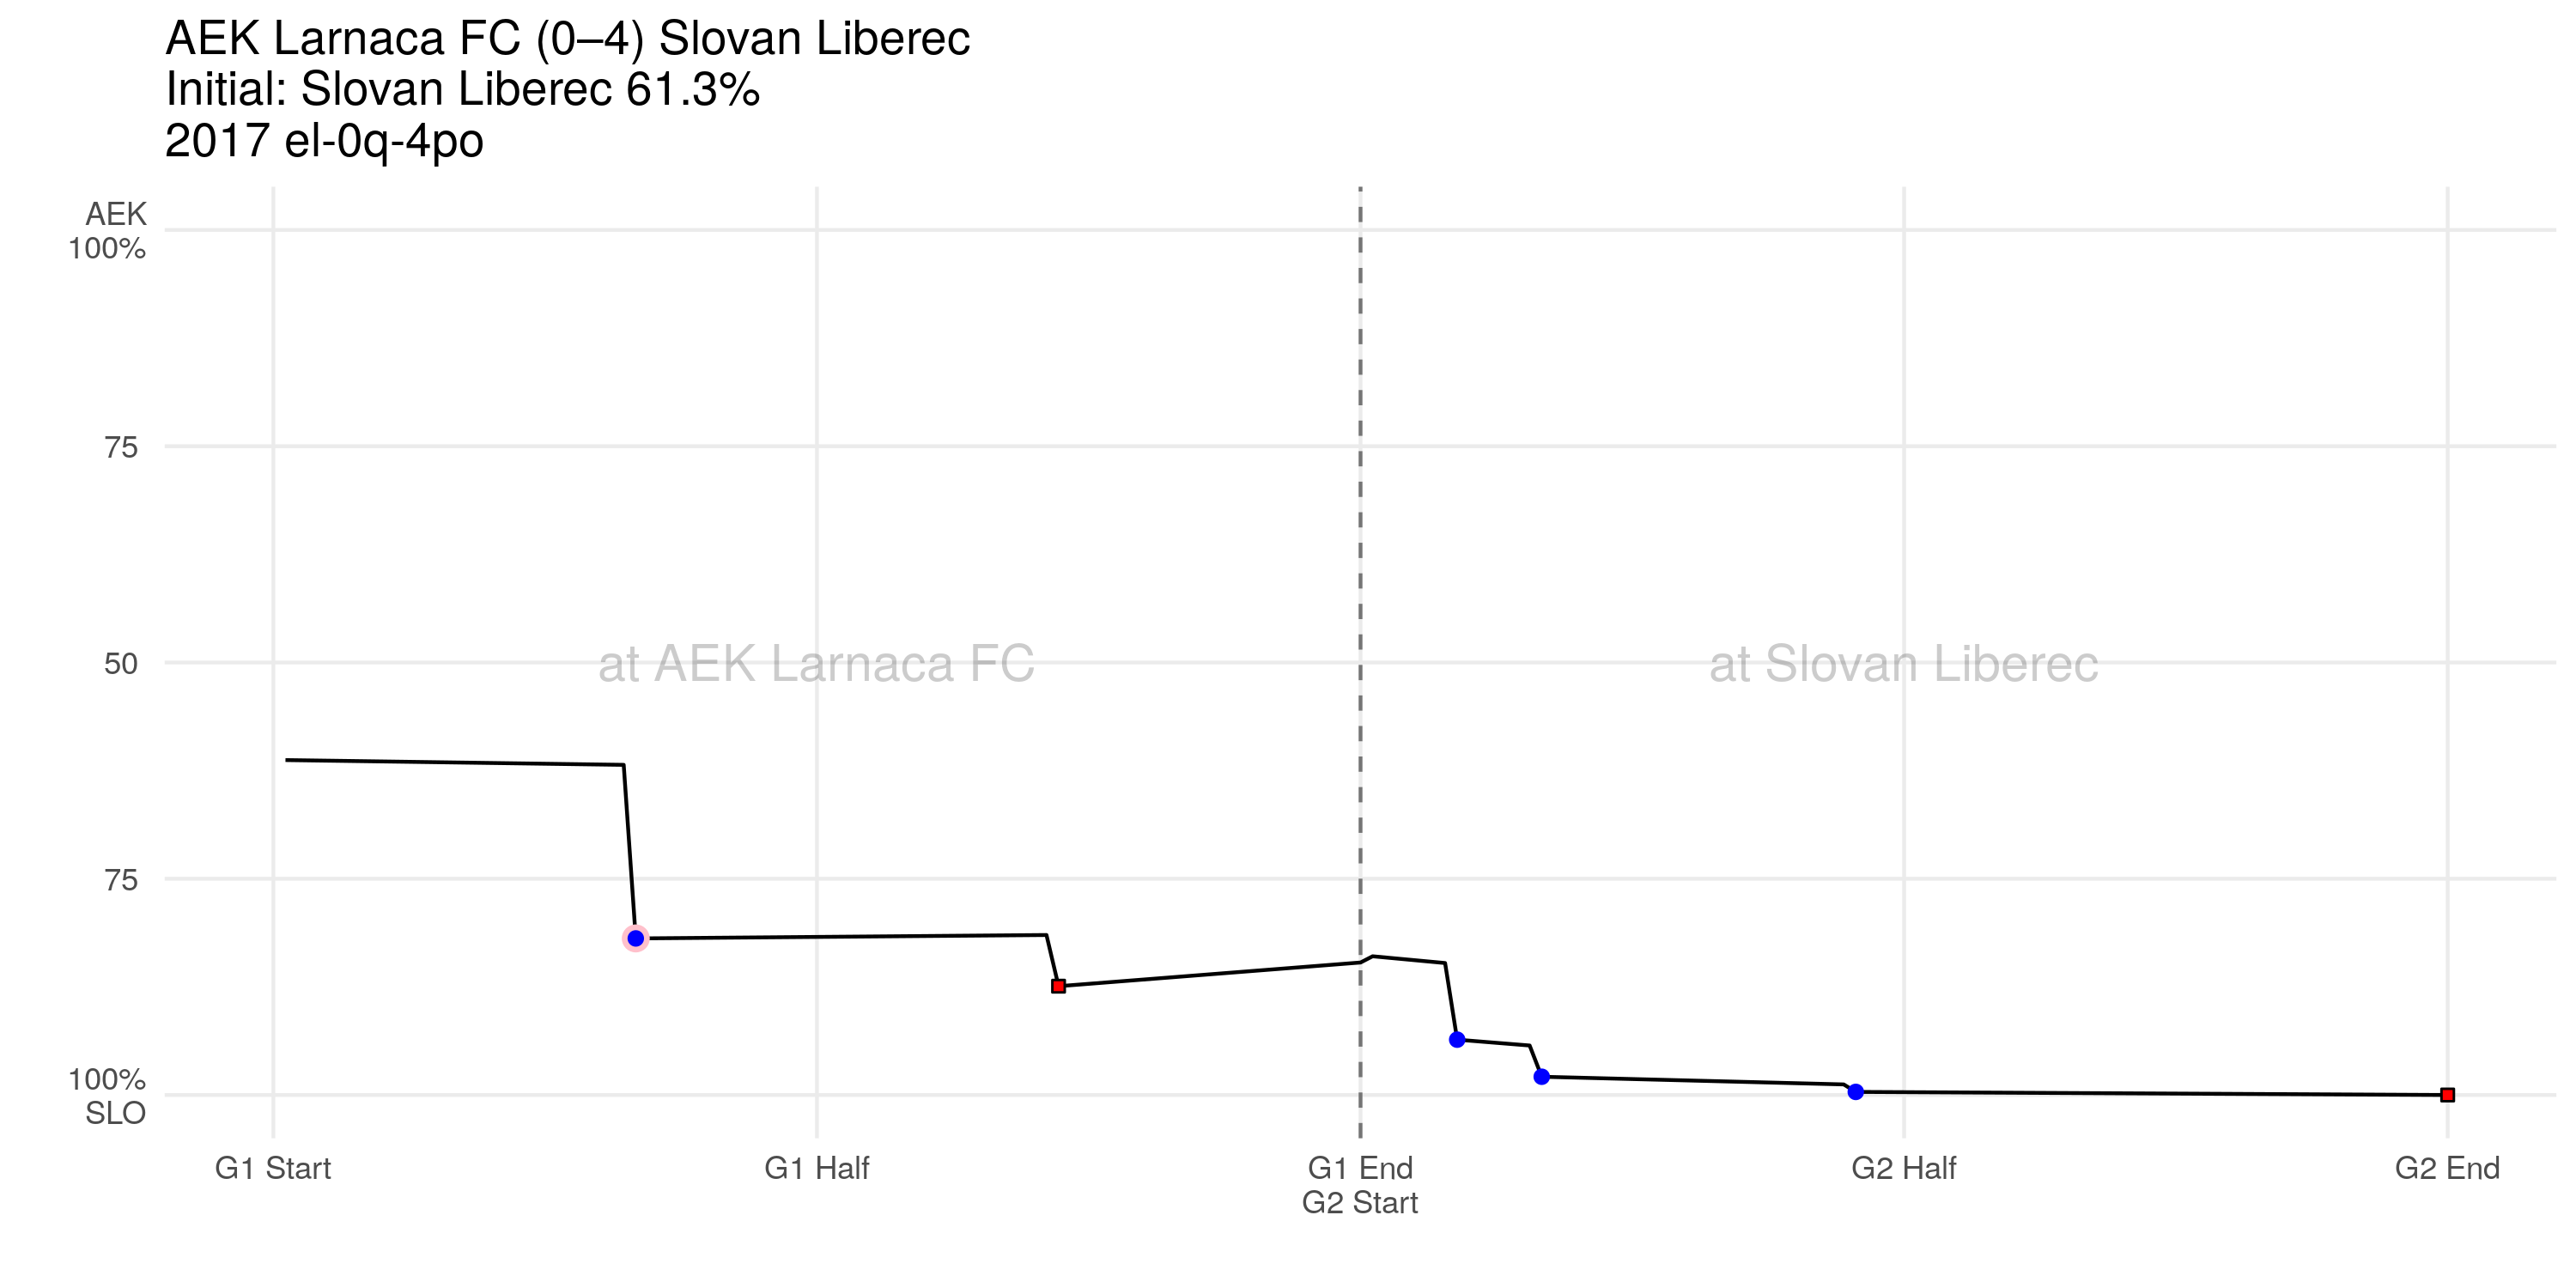 AEK Larnaca FC (0–4) Slovan Liberec
Initial: Slovan Liberec 61.3%
2017 el-0q-4po
AEK
100%
75
50
75
100%
SLO
at AEK Larnaca FC
at Slovan Liberec
G1 Start
G1 Half
G1 End
G2 Start
G2 Half
G2 End